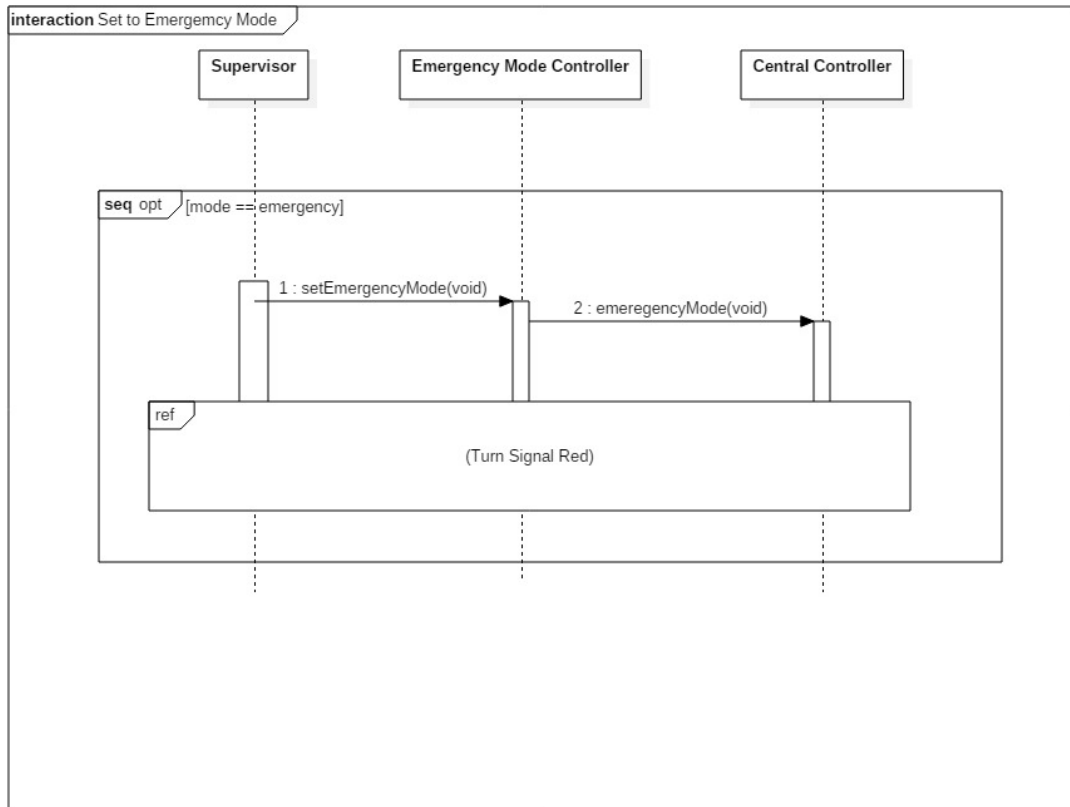 interaction Set to Emergemcy Mode
Supervisor
Emergency Mode Controller
Central Controller
seq opt
[mode == emergency]
1 : setEmergencyMode(void)
2 : emeregencyMode(void)
ref
(Turn Signal Red)